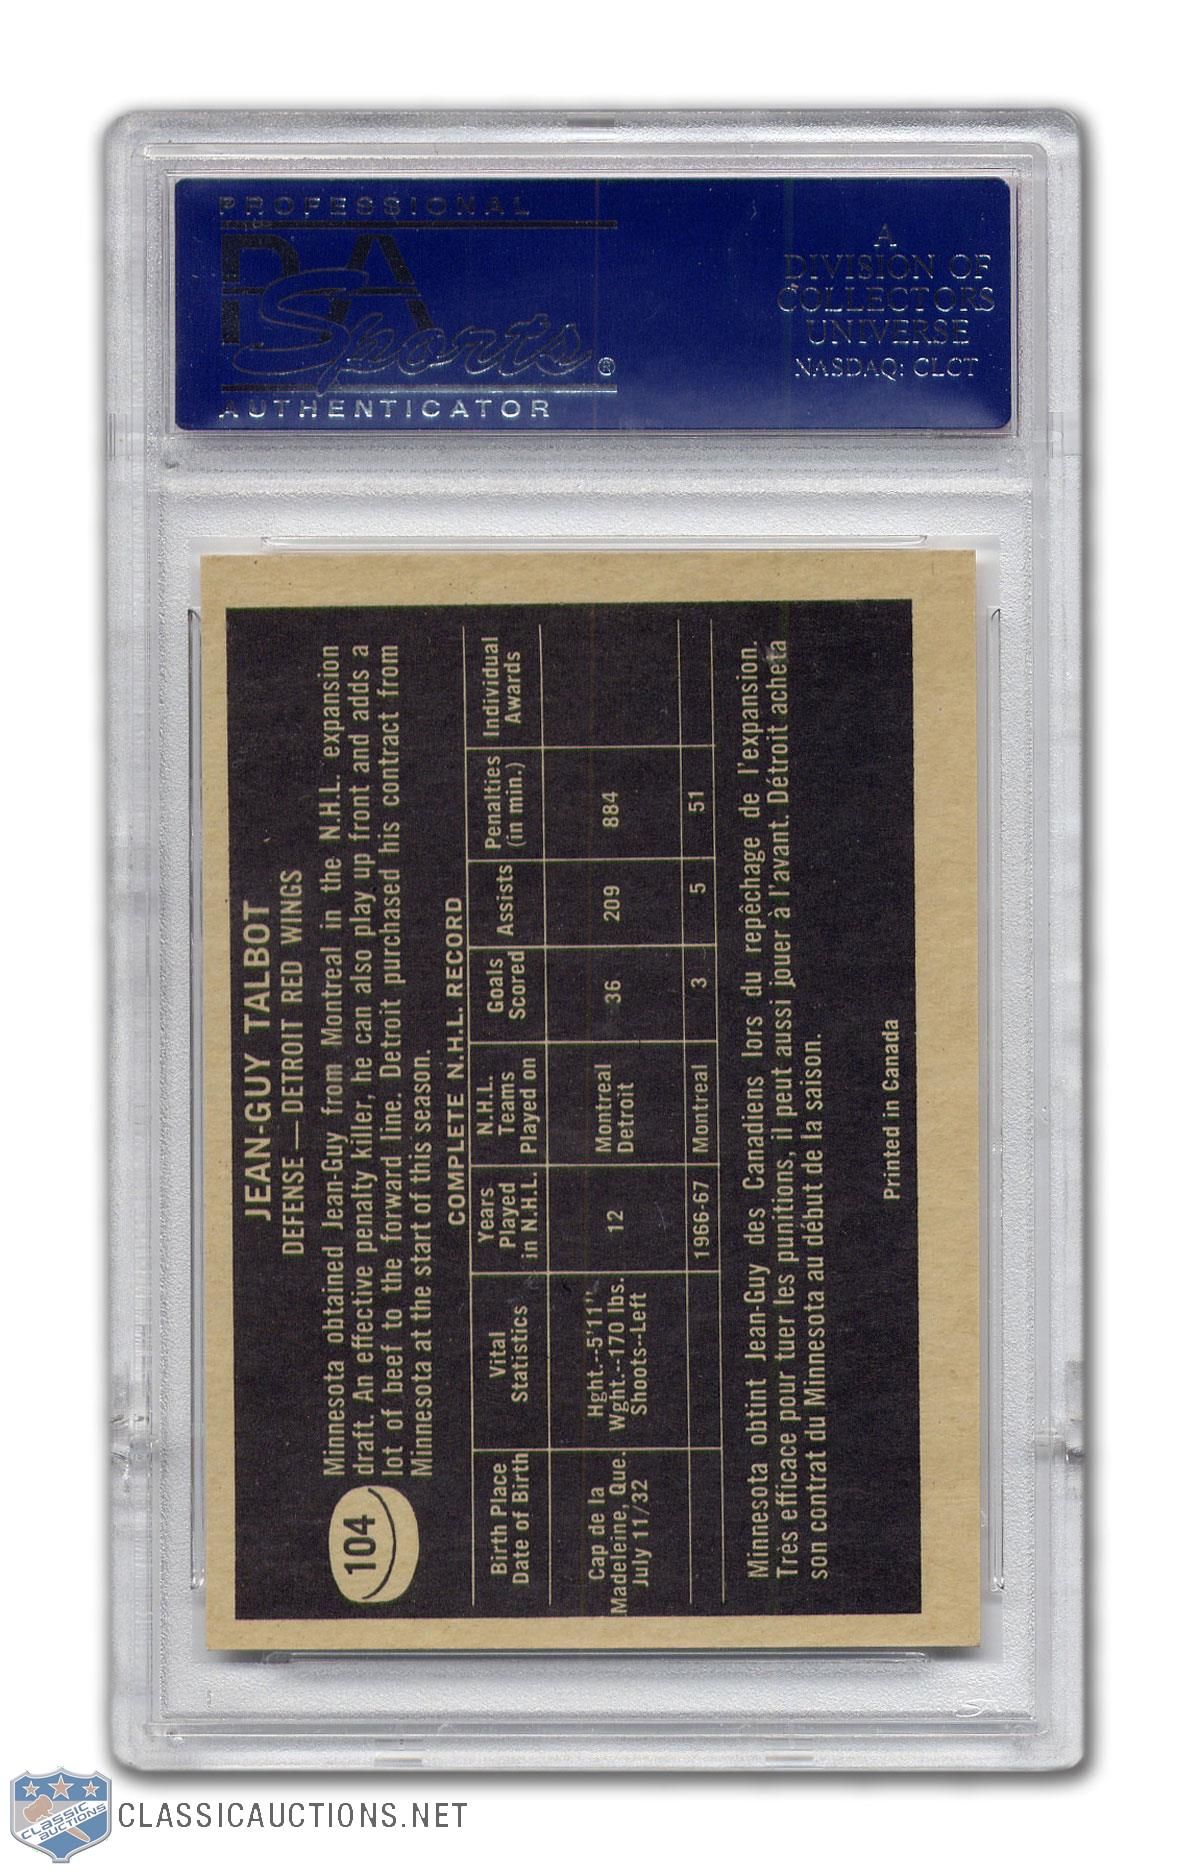 PROFESSIONAL
PSA
Sports®
AUTHENTICATOR
A
DIVISION OF
COLLECTORS
UNIVERSE
NASDAQ: CLCT
104
JEAN-GUY TALBOT
DEFENSE—DETROIT RED WINGS
Minnesota obtained Jean-Guy from Montreal in the N.H.L. expansion
draft. An effective penalty killer, he can also play up front and adds a
lot of beef to the forward line. Detroit purchased his contract from
Minnesota at the start of this season.
COMPLETE N.H.L. RECORD
Birth Place
Date of Birth
Vital
Statistics
Years
Played
in N.H.L.
N.H.L.
Teams
Played on
Goals
Scored
Assists
Penalties
(in min.)
Individual
Awards
Cap de la
Madeleine, Que.
July 11/32
Hght.--5'11"
Wght.--170 lbs.
Shoots--Left
12
Montreal
Detroit
36
209
884
1966-67
Montreal
3
5
51
Minnesota obtint Jean-Guy des Canadiens lors du repêchage de l'expansion.
Très efficace pour tuer les punitions, il peut aussi jouer à l'avant. Détroit acheta
son contrat du Minnesota au début de la saison.
Printed in Canada
CLASSIC
AUCTIONS
CLASSICAUCTIONS.NET